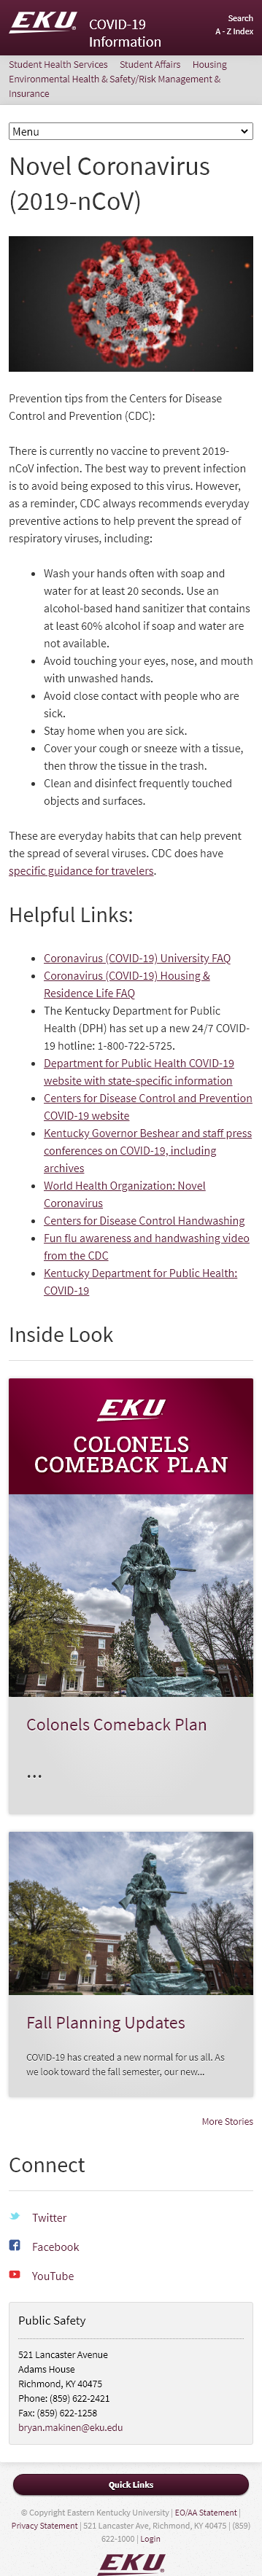 EKU COVID-19
Information
Search
A - Z Index
Student Health Services Student Affairs Housing
Environmental Health & Safety/Risk Management &
Insurance
Menu
Novel Coronavirus
(2019-nCoV)
Prevention tips from the Centers for Disease
Control and Prevention (CDC):
There is currently no vaccine to prevent 2019-
nCoV infection. The best way to prevent infection
is to avoid being exposed to this virus. However,
as a reminder, CDC always recommends everyday
preventive actions to help prevent the spread of
respiratory viruses, including:
• Wash your hands often with soap and
water for at least 20 seconds. Use an
alcohol-based hand sanitizer that contains
at least 60% alcohol if soap and water are
not available.
• Avoid touching your eyes, nose, and mouth
with unwashed hands.
• Avoid close contact with people who are
sick.
• Stay home when you are sick.
• Cover your cough or sneeze with a tissue,
then throw the tissue in the trash.
• Clean and disinfect frequently touched
objects and surfaces.
These are everyday habits that can help prevent
the spread of several viruses. CDC does have
specific guidance for travelers.
Helpful Links:
• Coronavirus (COVID-19) University FAQ
• Coronavirus (COVID-19) Housing &
Residence Life FAQ
• The Kentucky Department for Public
Health (DPH) has set up a new 24/7 COVID-
19 hotline: 1-800-722-5725.
• Department for Public Health COVID-19
website with state-specific information
• Centers for Disease Control and Prevention
COVID-19 website
• Kentucky Governor Beshear and staff press
conferences on COVID-19, including
archives
• World Health Organization: Novel
Coronavirus
• Centers for Disease Control Handwashing
• Fun flu awareness and handwashing video
from the CDC
• Kentucky Department for Public Health:
COVID-19
Inside Look
EKU
COLONELS
COMEBACK PLAN
Colonels Comeback Plan
...
Fall Planning Updates
COVID-19 has created a new normal for us all. As
we look toward the fall semester, our new...
More Stories
Connect
Twitter
Facebook
YouTube
Public Safety
521 Lancaster Avenue
Adams House
Richmond, KY 40475
Phone: (859) 622-2421
Fax: (859) 622-1258
bryan.makinen@eku.edu
Quick Links
© Copyright Eastern Kentucky University | EO/AA Statement |
Privacy Statement | 521 Lancaster Ave, Richmond, KY 40475 | (859)
622-1000 | Login
EKU